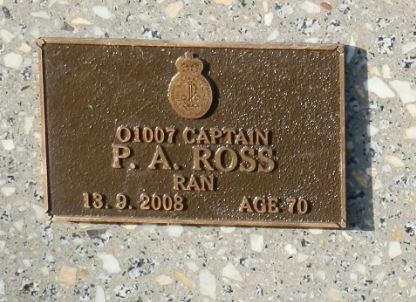 O1007 CAPTAIN
P. A. ROSS
RAN
13. 9. 2008 AGE 70